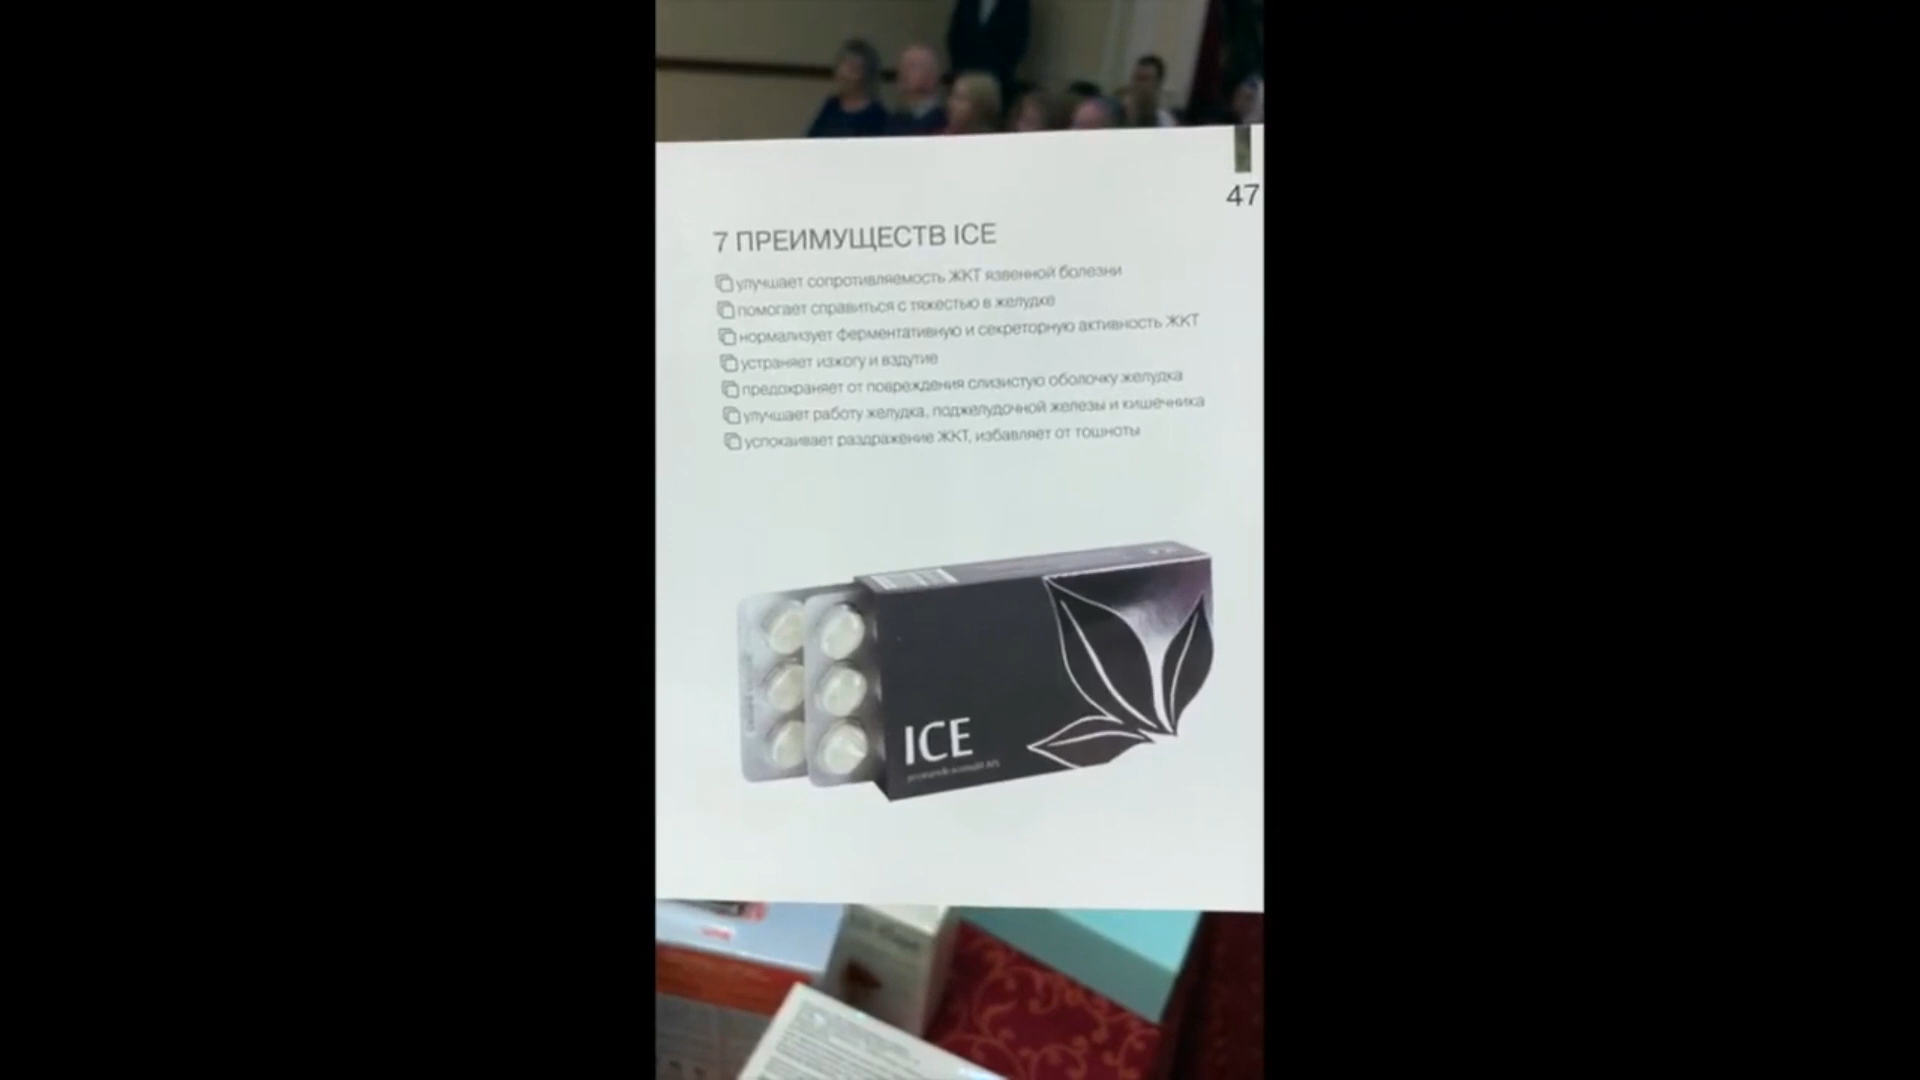 47
7 ПРЕИМУЩЕСТВ ICE
улучшает сопротивляемость ЖКТ язвенной болезни
помогает справиться с тяжестью в желудке
нормализует ферментативную и секреторную активность ЖКТ
устраняет изжогу и вздутие
предохраняет от повреждения слизистую оболочку желудка
улучшает работу желудка, поджелудочной железы и кишечника
успокаивает раздражение ЖКТ, избавляет от тошноты
ICE